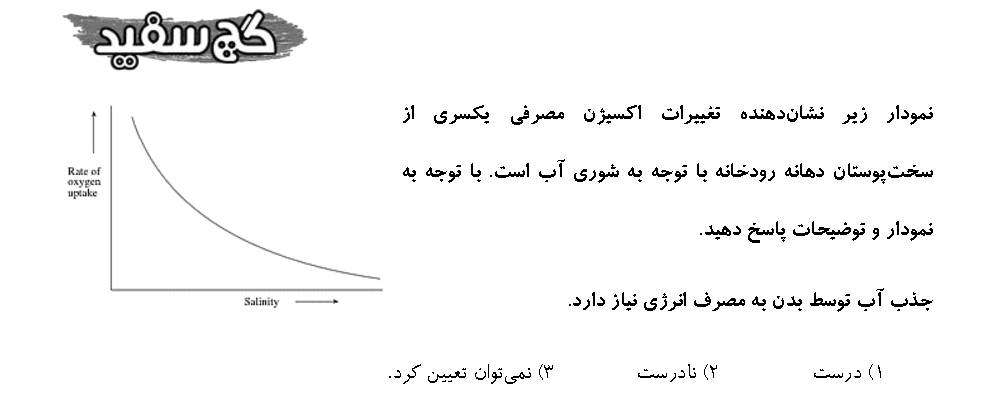 گچ سفید
نمودار زیر نشان‌دهنده تغییرات اکسیژن مصرفی یکسری از
سخت‌پوستان دهانه رودخانه با توجه به شوری آب است. با توجه به
نمودار و توضیحات پاسخ دهید.
جذب آب توسط بدن به مصرف انرژی نیاز دارد.
۱) درست ۲) نادرست ۳) نمی‌توان تعیین کرد.
Rate of
oxygen
uptake
Salinity